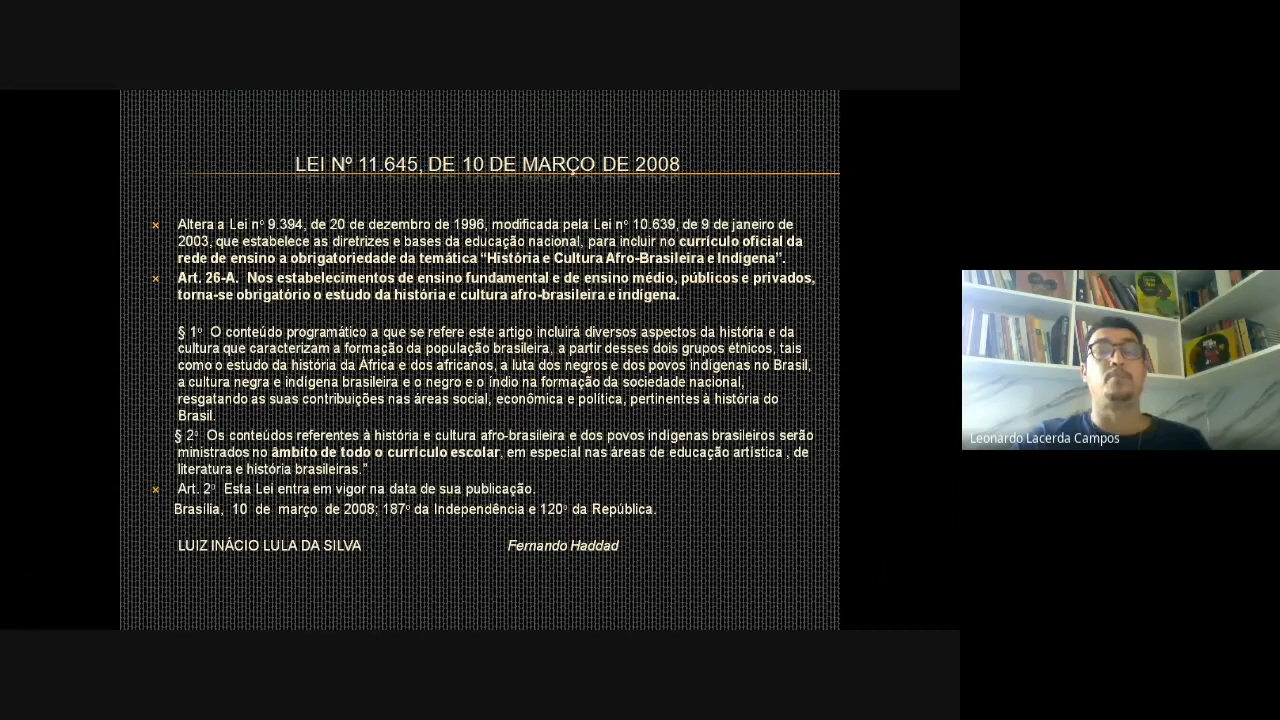 LEI Nº 11.645, DE 10 DE MARÇO DE 2008
Altera a Lei nº 9.394, de 20 de dezembro de 1996, modificada pela Lei nº 10.639, de 9 de janeiro de
2003, que estabelece as diretrizes e bases da educação nacional, para incluir no currículo oficial da
rede de ensino a obrigatoriedade da temática “História e Cultura Afro-Brasileira e Indígena”.
Art. 26-A. Nos estabelecimentos de ensino fundamental e de ensino médio, públicos e privados,
torna-se obrigatório o estudo da história e cultura afro-brasileira e indígena.
§ 1º O conteúdo programático a que se refere este artigo incluirá diversos aspectos da história e da
cultura que caracterizam a formação da população brasileira, a partir desses dois grupos étnicos, tais
como o estudo da história da África e dos africanos, a luta dos negros e dos povos indígenas no Brasil,
a cultura negra e indígena brasileira e o negro e o índio na formação da sociedade nacional,
resgatando as suas contribuições nas áreas social, econômica e política, pertinentes à história do
Brasil.
§ 2º Os conteúdos referentes à história e cultura afro-brasileira e dos povos indígenas brasileiros serão
ministrados no âmbito de todo o currículo escolar, em especial nas áreas de educação artística , de
literatura e história brasileiras.”
Art. 2º Esta Lei entra em vigor na data de sua publicação.
Brasília, 10 de março de 2008; 187º da Independência e 120º da República.
LUIZ INÁCIO LULA DA SILVA Fernando Haddad
Leonardo Lacerda Campos